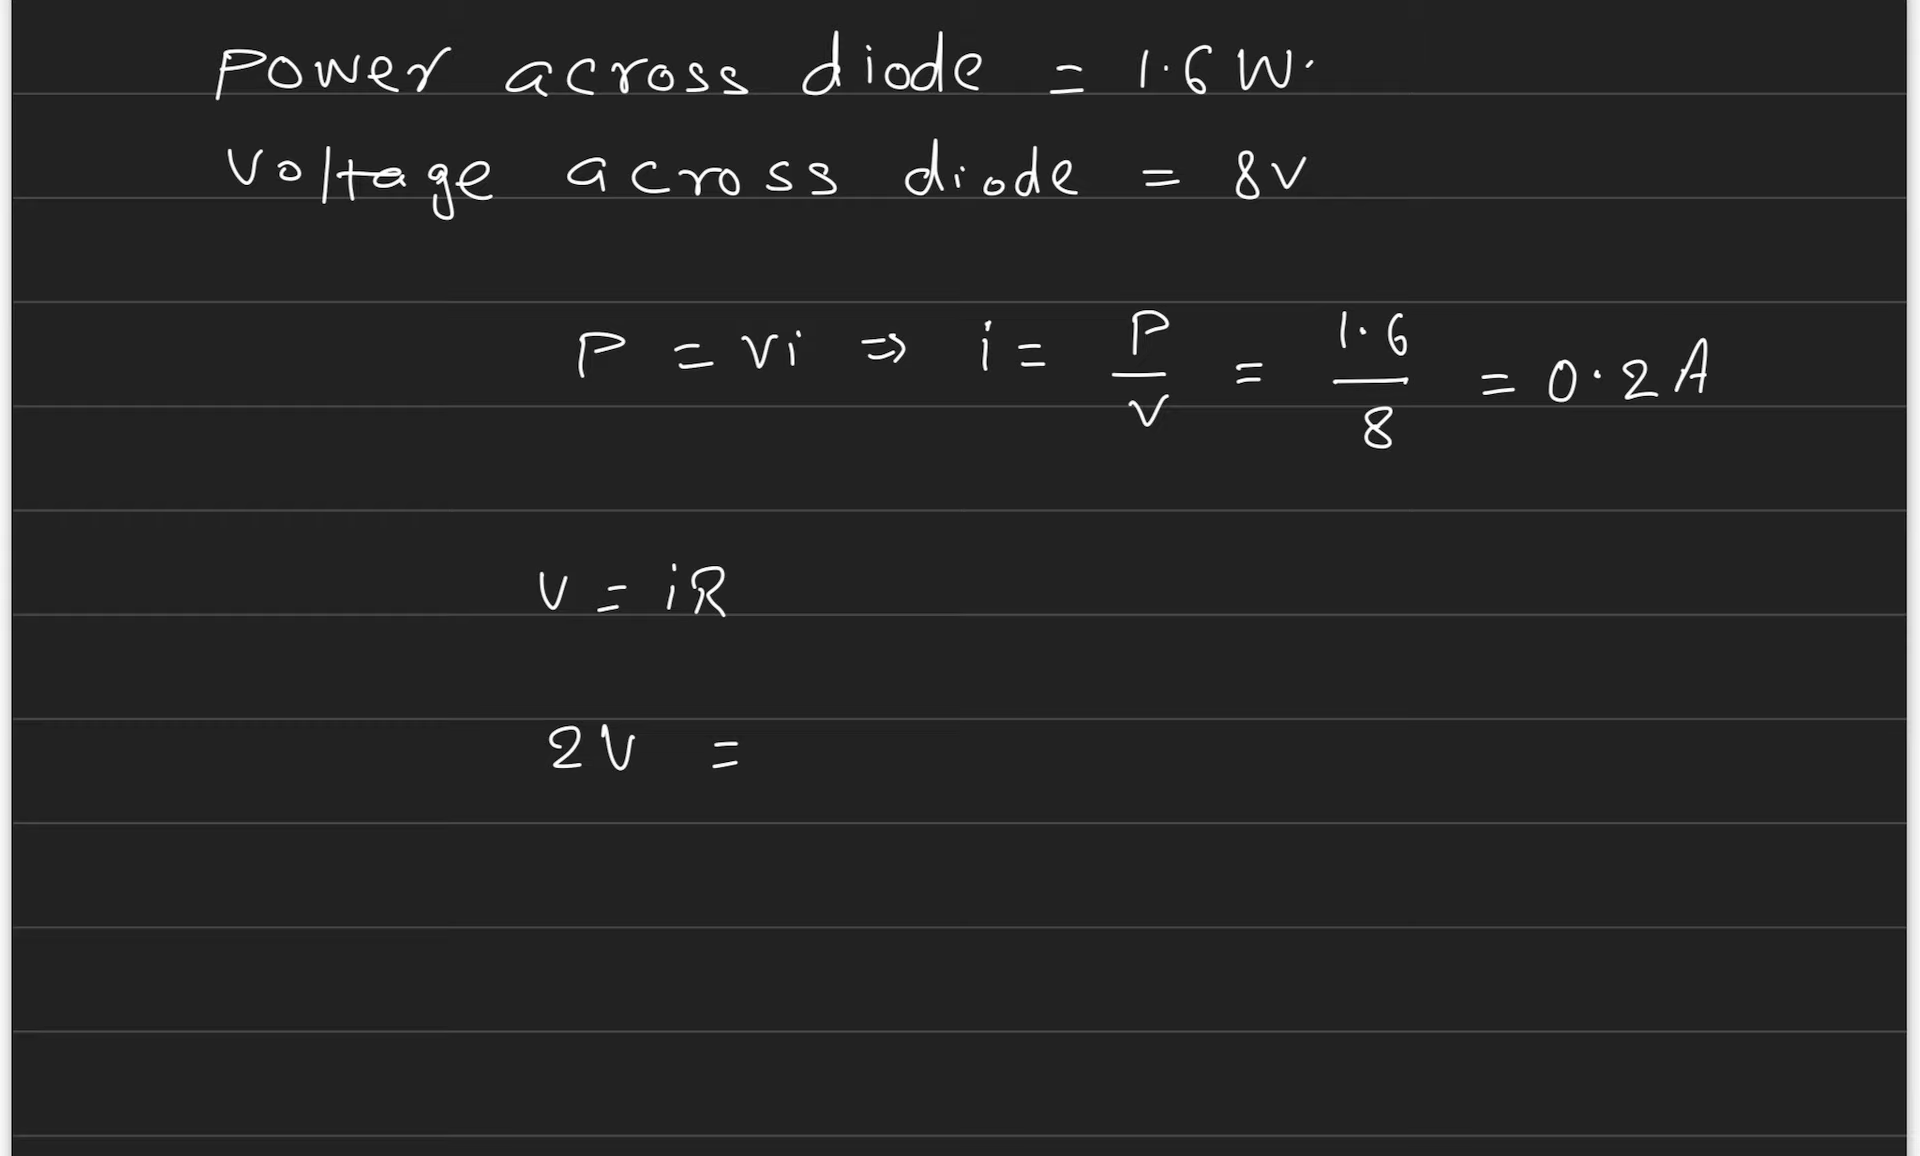 Power across diode = 1.6 W.
Voltage across diode = 8V
P = Vi ⇒ i = P/V = 1.6/8 = 0.2 A
V = iR
2V =